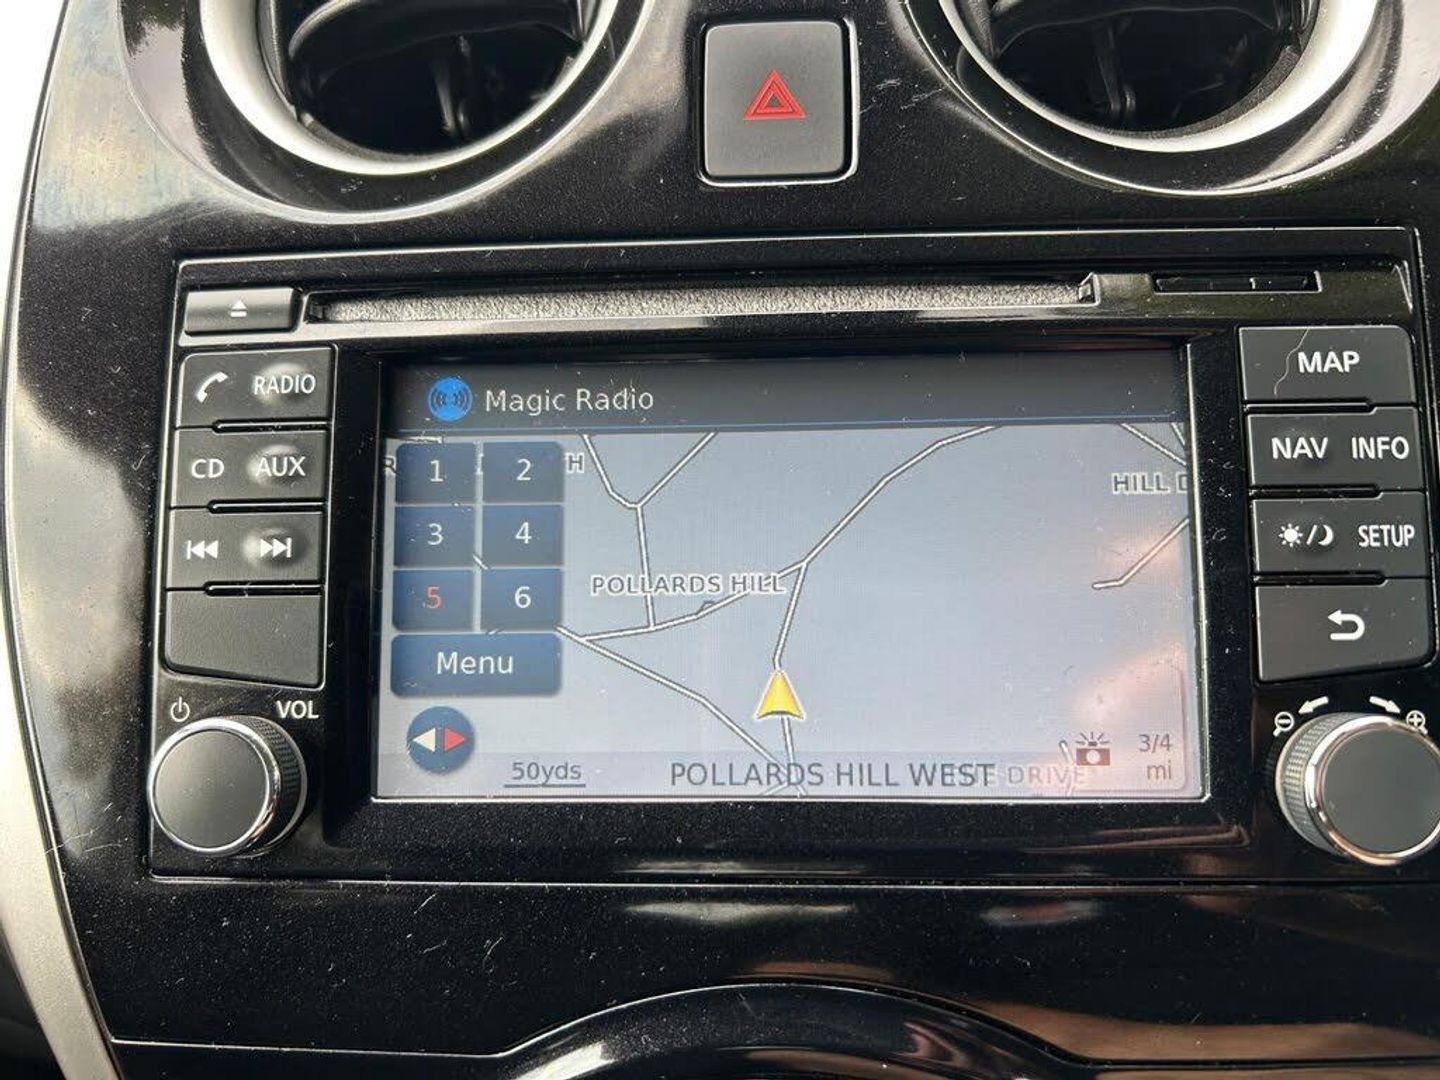 RADIO
CD AUX
VOL
Magic Radio
1 2
3 4
5 6
Menu
H
HILL D
POLLARDS HILL
50yds
POLLARDS HILL WEST DRIVE
3/4
mi
MAP
NAV INFO
SETUP